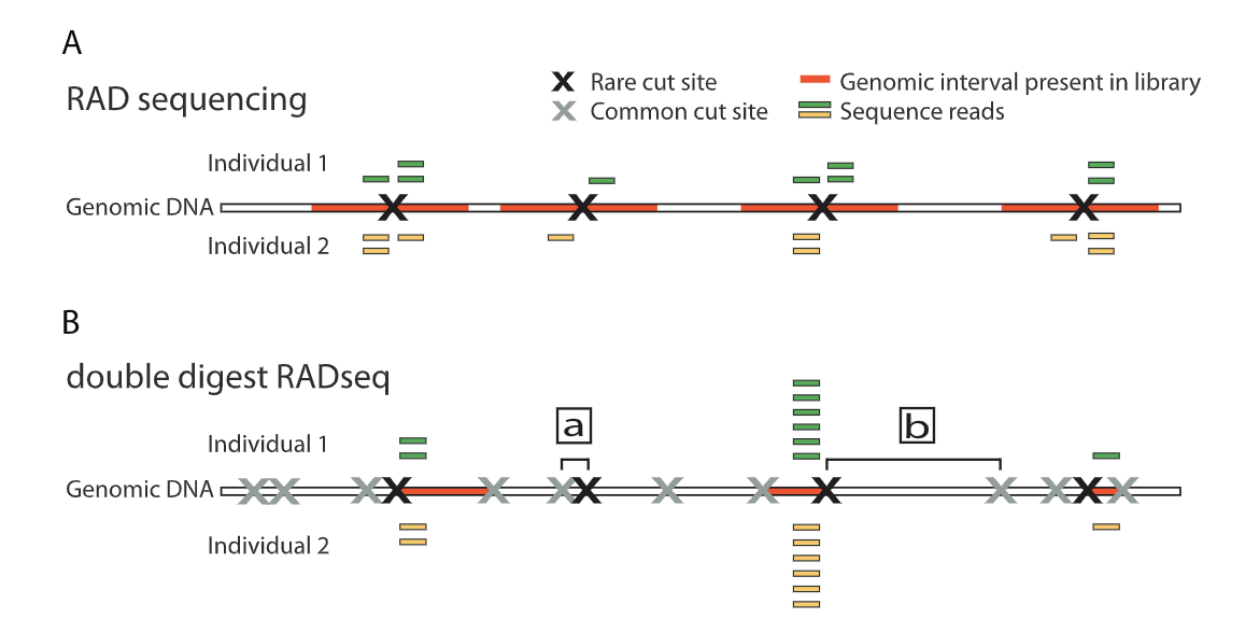 A
RAD sequencing
Rare cut site
Genomic interval present in library
Common cut site
Sequence reads
Individual 1
Genomic DNA
Individual 2
B
double digest RADseq
a
b
Individual 1
Genomic DNA
Individual 2